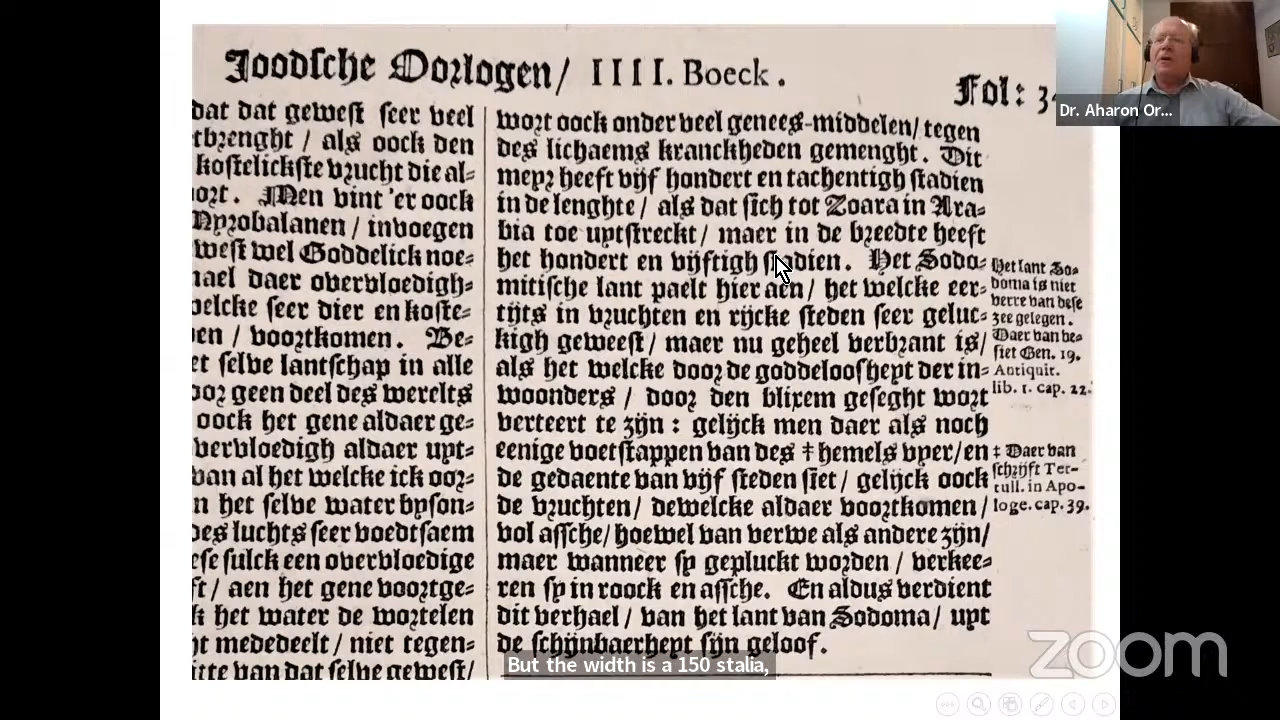 Joodsche Oorlogen/ IIII. Boeck.
Fol: 3
dat dat gewest seer veel
tbrenght / als oock den
kostelickste vrucht die al-
oort. Men vint 'er oock
Myrobalanen / invoegen
west wel Goddelick noe-
nael daer overvloedigh-
welcke seer dier en koste-
en / voortkomen. Be-
et selve lantschap in alle
oor geen deel des werelts
oock het gene aldaer ge-
vervloedigh aldaer uyt-
van al het welcke ick oor-
n het selve water byson-
des luchts seer voedtsaem
ese sulck een overvloedige
ft / aen het gene voortge-
k het water de wortelen
ht mededeelt / niet tegen-
itte van dat selve gewest/
wort oock onder veel genees-middelen/ tegen
des lichaems kranckheden gemenght. Dit
meyr heeft vijf hondert en tachentigh stadien
in de lenghte / als dat sich tot Zoara in Ara-
bia toe uytstreckt / maer in de breedte heeft
het hondert en vijftigh stadien. Het Sodo-
mitische lant paelt hier aen / het welcke eer-
tijts in vruchten en rijcke steden seer geluc-
kigh geweest / maer nu geheel verbrant is/
als het welcke door de goddeloosheyt der in-
woonders / door den blixem geseght wort
verteert te zijn : gelijck men daer als noch
eenige voetstappen van des ‡ hemels vyer/en
de gedaente van vijf steden siet / gelijck oock
de vruchten / dewelcke aldaer voortkomen /
vol assche/ hoewel van verwe als andere zijn/
maer wanneer sy gepluckt worden / verkee-
ren sy in roock en assche. En aldus verdient
dit verhael / van het lant van Sodoma / uyt
de schijnbaerheyt sijn geloof.
Het lant So-
doma is niet
verre van dese
zee gelegen.
Daer van be-
siet Gen. 19.
Antiquit.
lib. 1. cap. 22.
‡ Daer van
schrijft Ter-
tull. in Apo-
loge. cap. 39.
Dr. Aharon Or...
But the width is a 150 stalia,
zoom